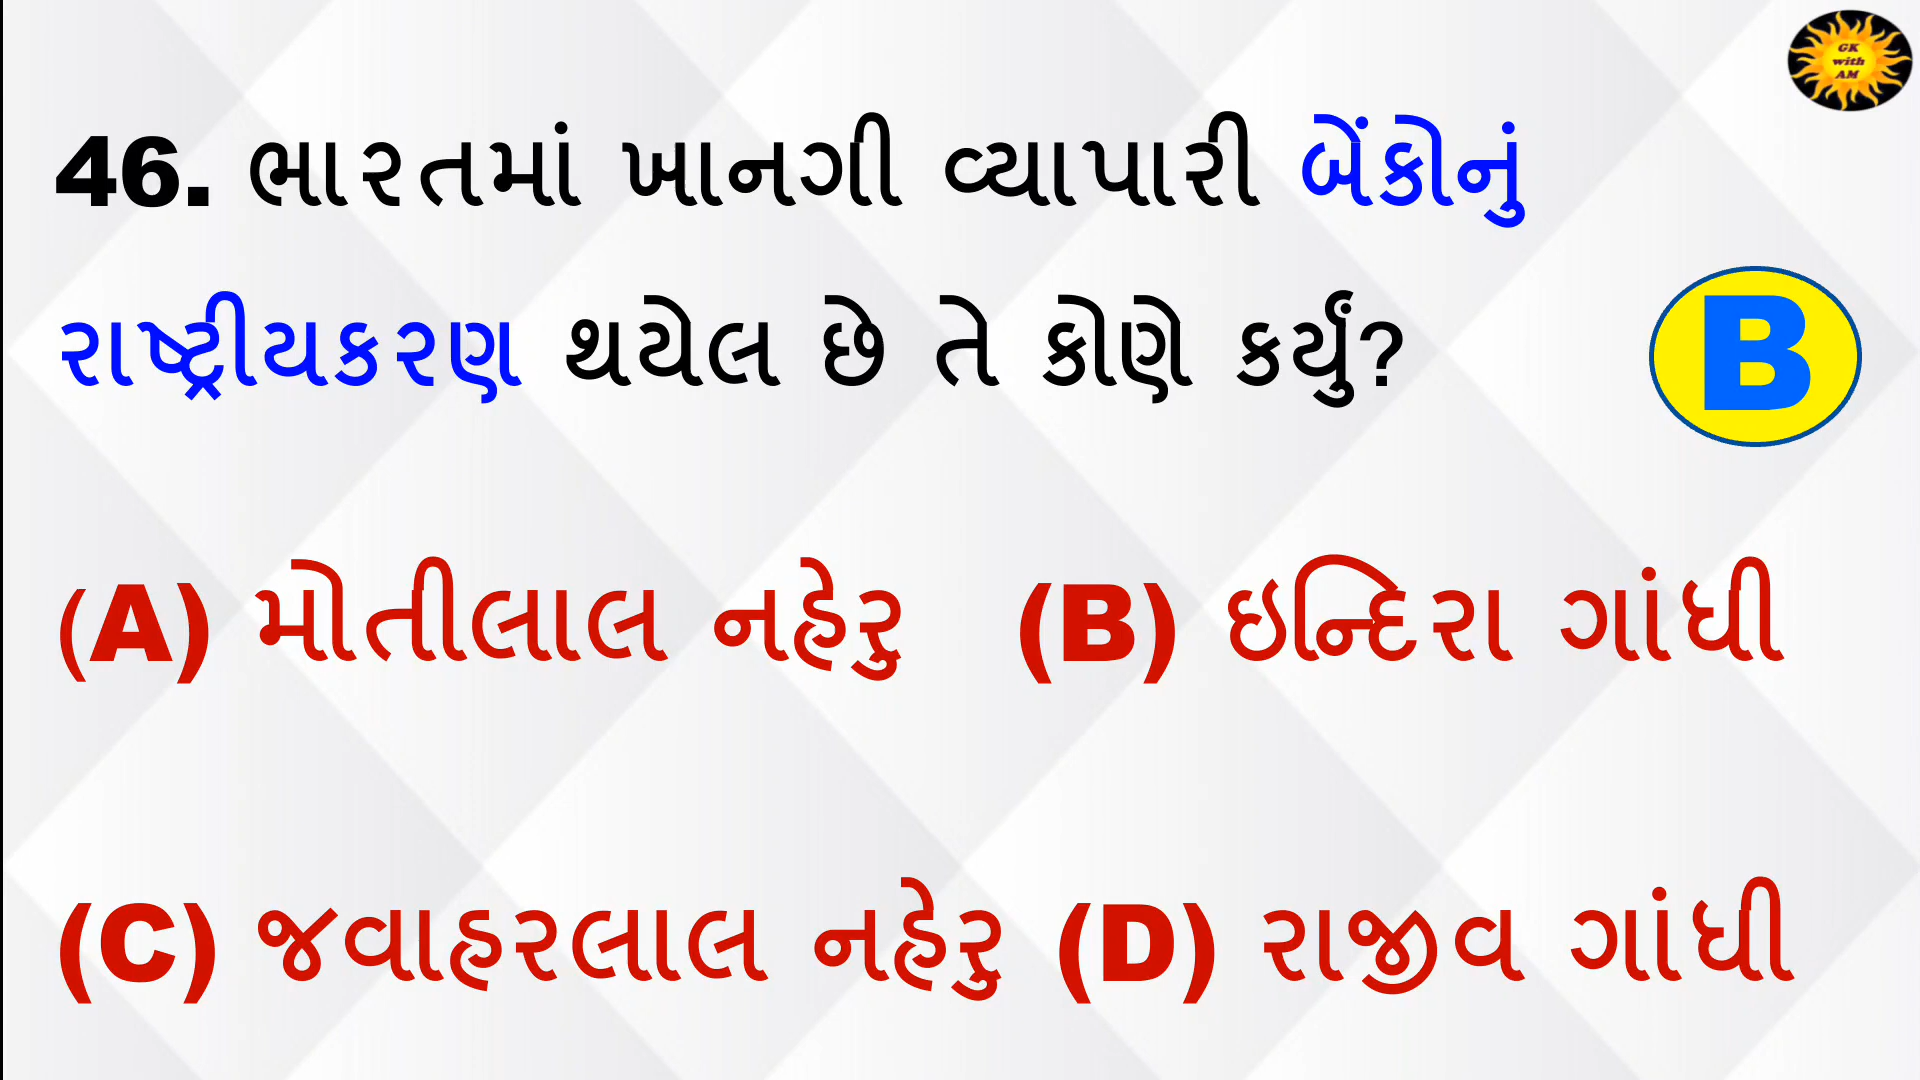 GK
with
AM
46. ભારતમાં ખાનગી વ્યાપારી બેંકોનું
રાષ્ટ્રીયકરણ થયેલ છે તે કોણે કર્યું?
B
(A) મોતીલાલ નહેરુ (B) ઇન્દિરા ગાંધી
(C) જવાહરલાલ નહેરુ (D) રાજીવ ગાંધી